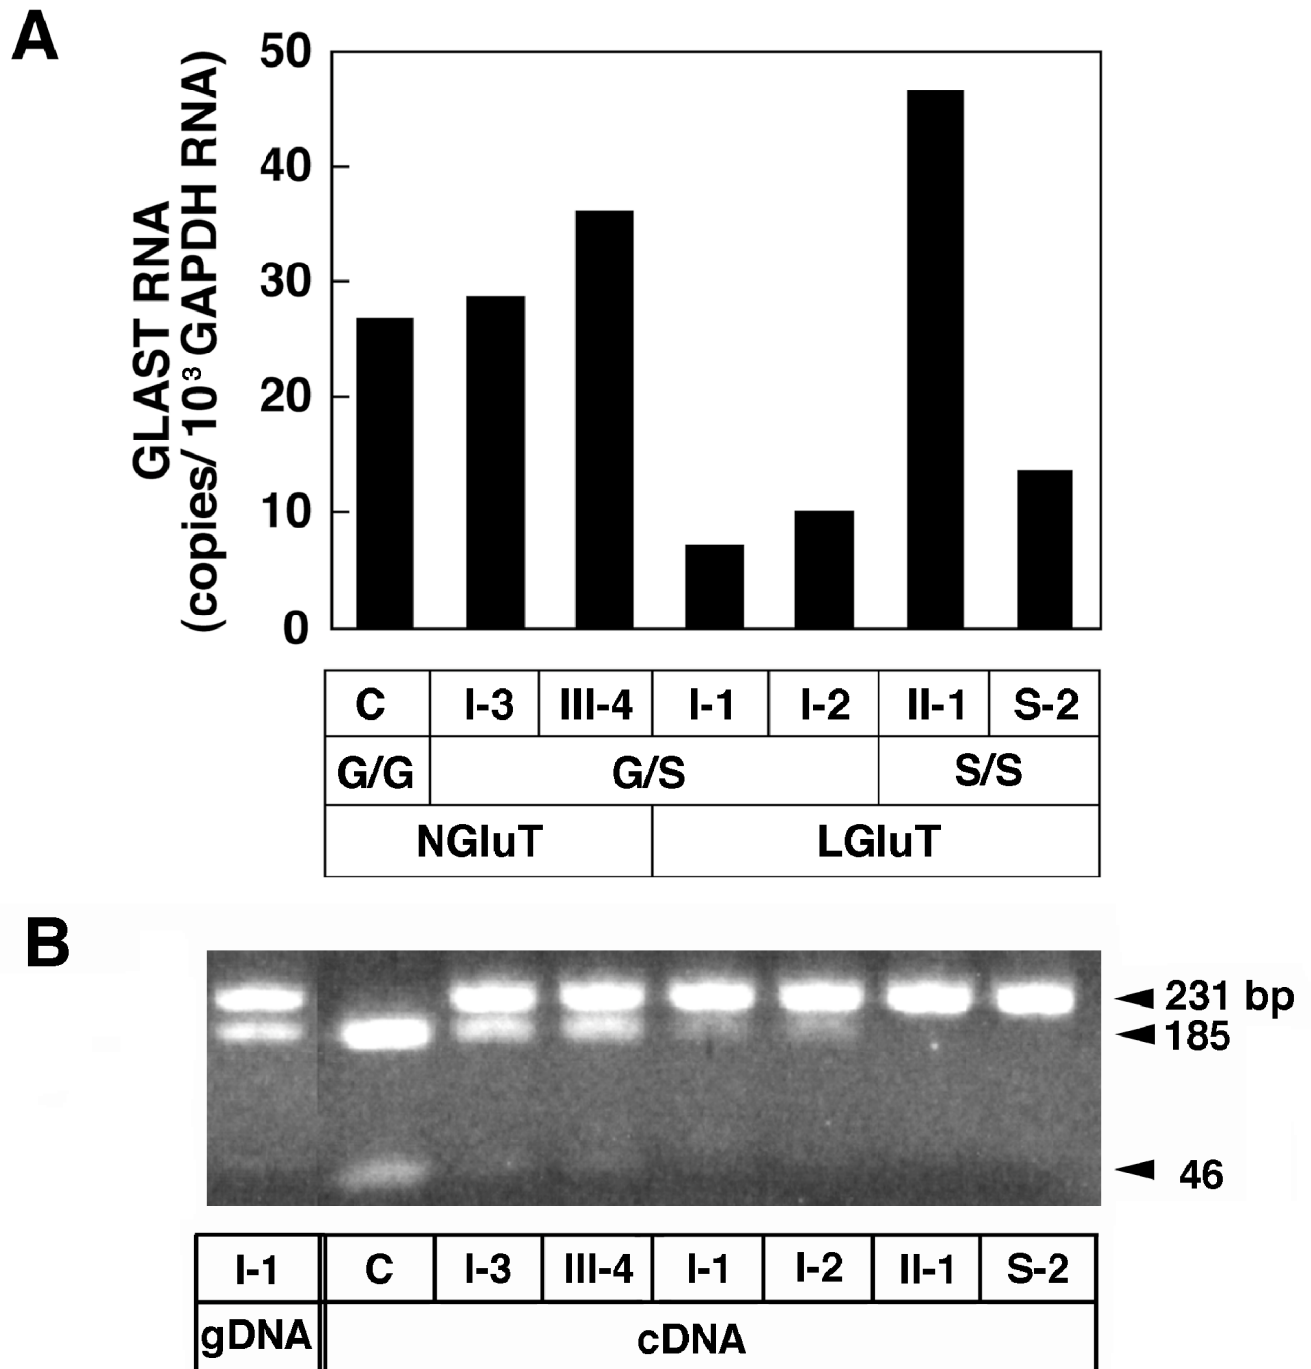 A
GLAST RNA
(copies/ 10³ GAPDH RNA)
50
40
30
20
10
0
C I-3 III-4 I-1 I-2 II-1 S-2
G/G G/S S/S
NGluT LGluT
B
231 bp
185
46
I-1 C I-3 III-4 I-1 I-2 II-1 S-2
gDNA cDNA